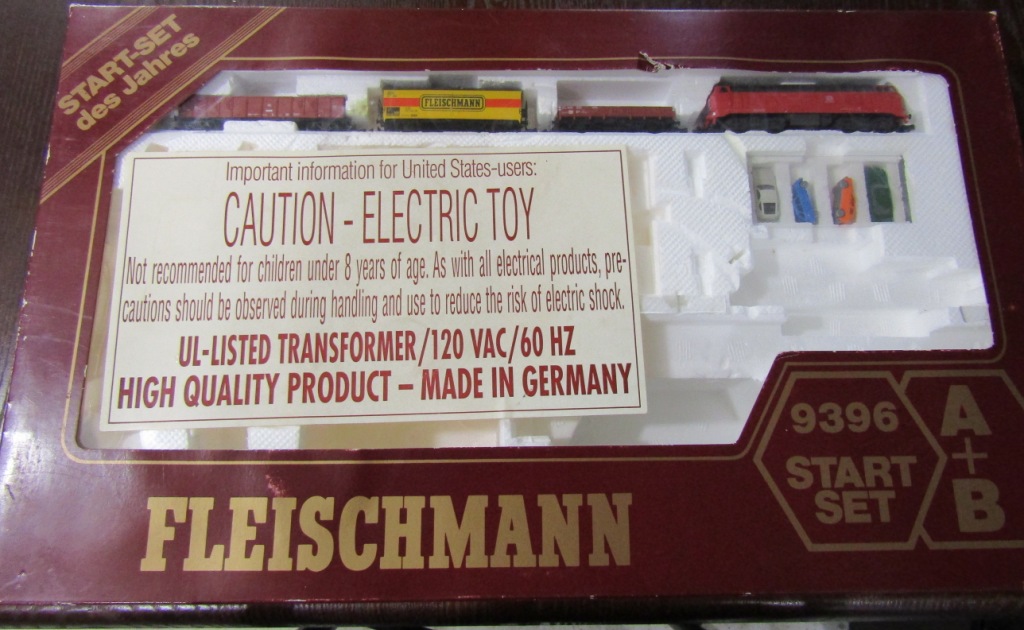 START-SET
des Jahres
FLEISCHMANN
Important information for United States-users:
CAUTION - ELECTRIC TOY
Not recommended for children under 8 years of age. As with all electrical products, pre-
cautions should be observed during handling and use to reduce the risk of electric shock.
UL-LISTED TRANSFORMER/120 VAC/60 HZ
HIGH QUALITY PRODUCT – MADE IN GERMANY
9396
START
SET
A
+
B
FLEISCHMANN